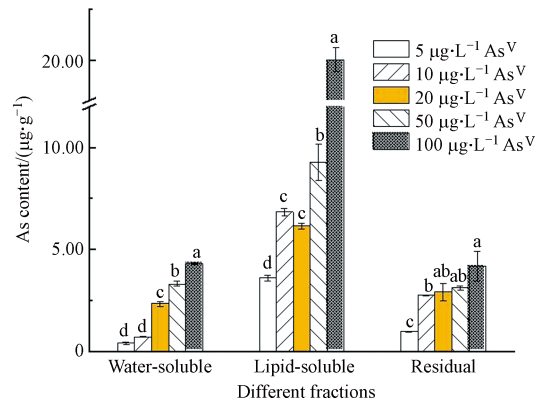 As content/(μg·g⁻¹)
20.00
10.00
5.00
0
5 μg·L⁻¹ Asⱽ
10 μg·L⁻¹ Asⱽ
20 μg·L⁻¹ Asⱽ
50 μg·L⁻¹ Asⱽ
100 μg·L⁻¹ Asⱽ
d d c b a
d c c b a
c b ab ab a
Water-soluble Lipid-soluble Residual
Different fractions